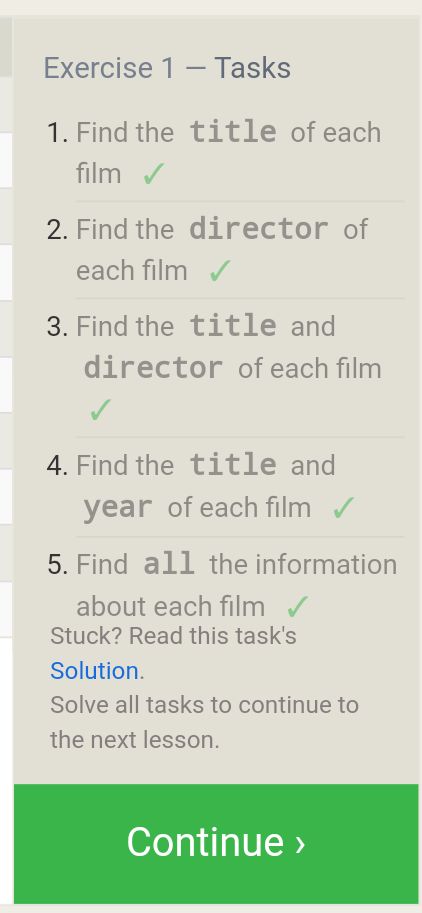 Exercise 1 — Tasks
1. Find the title of each
film ✓
2. Find the director of
each film ✓
3. Find the title and
director of each film
✓
4. Find the title and
year of each film ✓
5. Find all the information
about each film ✓
Stuck? Read this task's
Solution.
Solve all tasks to continue to
the next lesson.
Continue ›